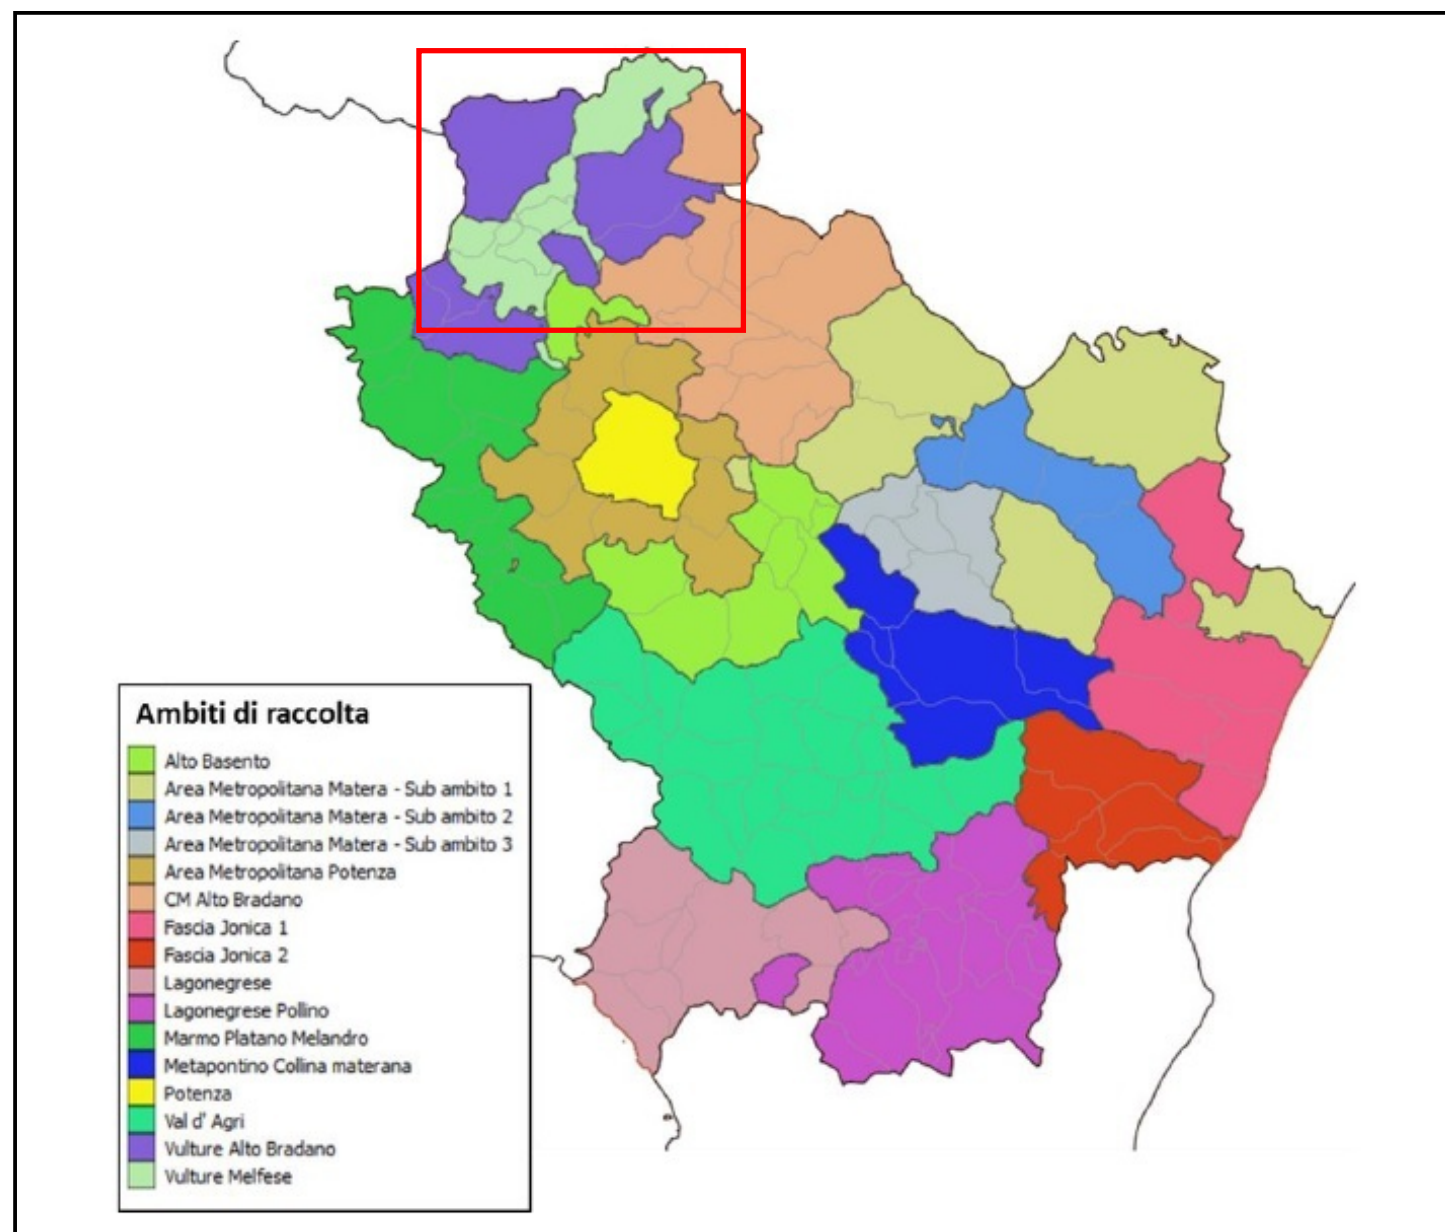 Ambiti di raccolta
Alto Basento
Area Metropolitana Matera - Sub ambito 1
Area Metropolitana Matera - Sub ambito 2
Area Metropolitana Matera - Sub ambito 3
Area Metropolitana Potenza
CM Alto Bradano
Fascia Jonica 1
Fascia Jonica 2
Lagonegrese
Lagonegrese Pollino
Marmo Platano Melandro
Metapontino Collina materana
Potenza
Val d' Agri
Vulture Alto Bradano
Vulture Melfese